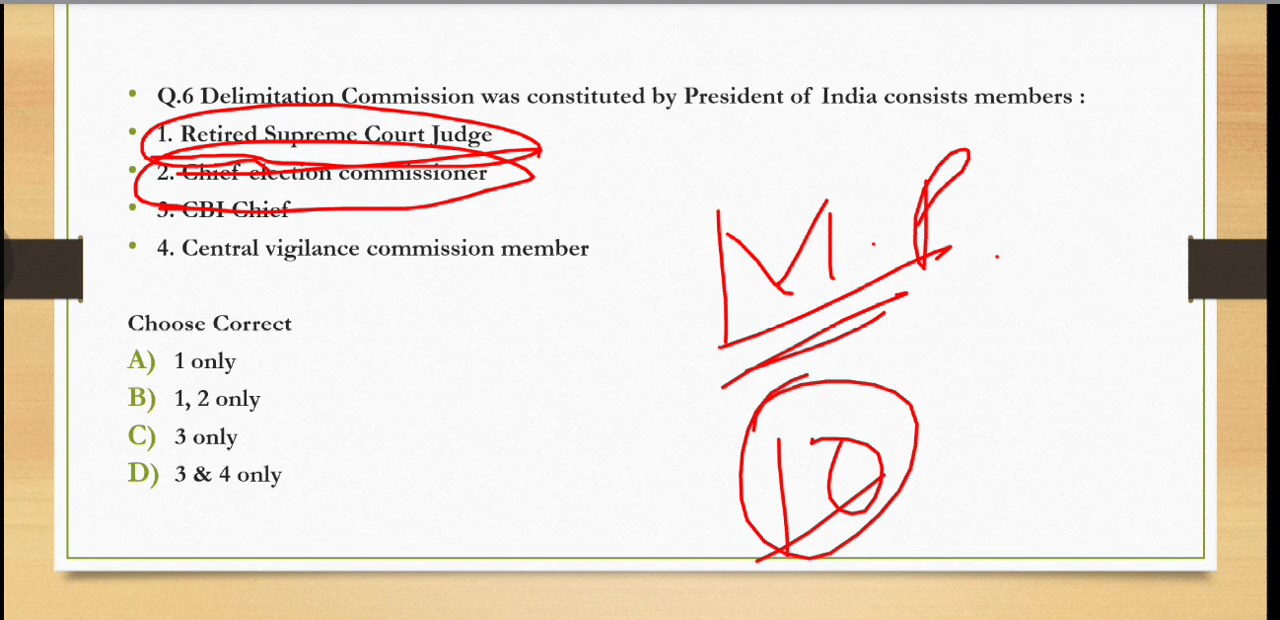 Q.6 Delimitation Commission was constituted by President of India consists members :
1. Retired Supreme Court Judge
2. Chief election commissioner
3. CBI Chief
4. Central vigilance commission member
Choose Correct
A) 1 only
B) 1, 2 only
C) 3 only
D) 3 & 4 only
M.P.
10